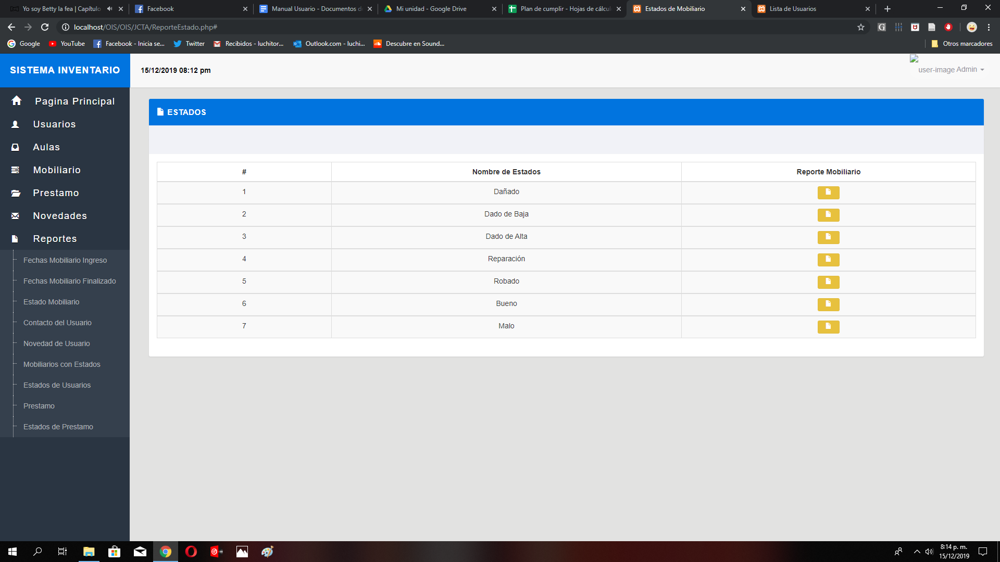 Yo soy Betty la fea | Capítulo
Facebook
Manual Usuario - Documentos d
Mi unidad - Google Drive
Plan de cumplir - Hojas de cálcu
Estados de Mobiliario
Lista de Usuarios
localhost/OIS/OIS/JCTA/ReporteEstado.php#
Google
YouTube
Facebook - Inicia se...
Twitter
Recibidos - luchitor...
Outlook.com - luchi...
Descubre en Sound...
Otros marcadores
SISTEMA INVENTARIO
15/12/2019 08:12 pm
user-image Admin
Pagina Principal
Usuarios
Aulas
Mobiliario
Prestamo
Novedades
Reportes
Fechas Mobiliario Ingreso
Fechas Mobiliario Finalizado
Estado Mobiliario
Contacto del Usuario
Novedad de Usuario
Mobiliarios con Estados
Estados de Usuarios
Prestamo
Estados de Prestamo
ESTADOS
# Nombre de Estados Reporte Mobiliario
1 Dañado
2 Dado de Baja
3 Dado de Alta
4 Reparación
5 Robado
6 Bueno
7 Malo
8:14 p. m.
15/12/2019